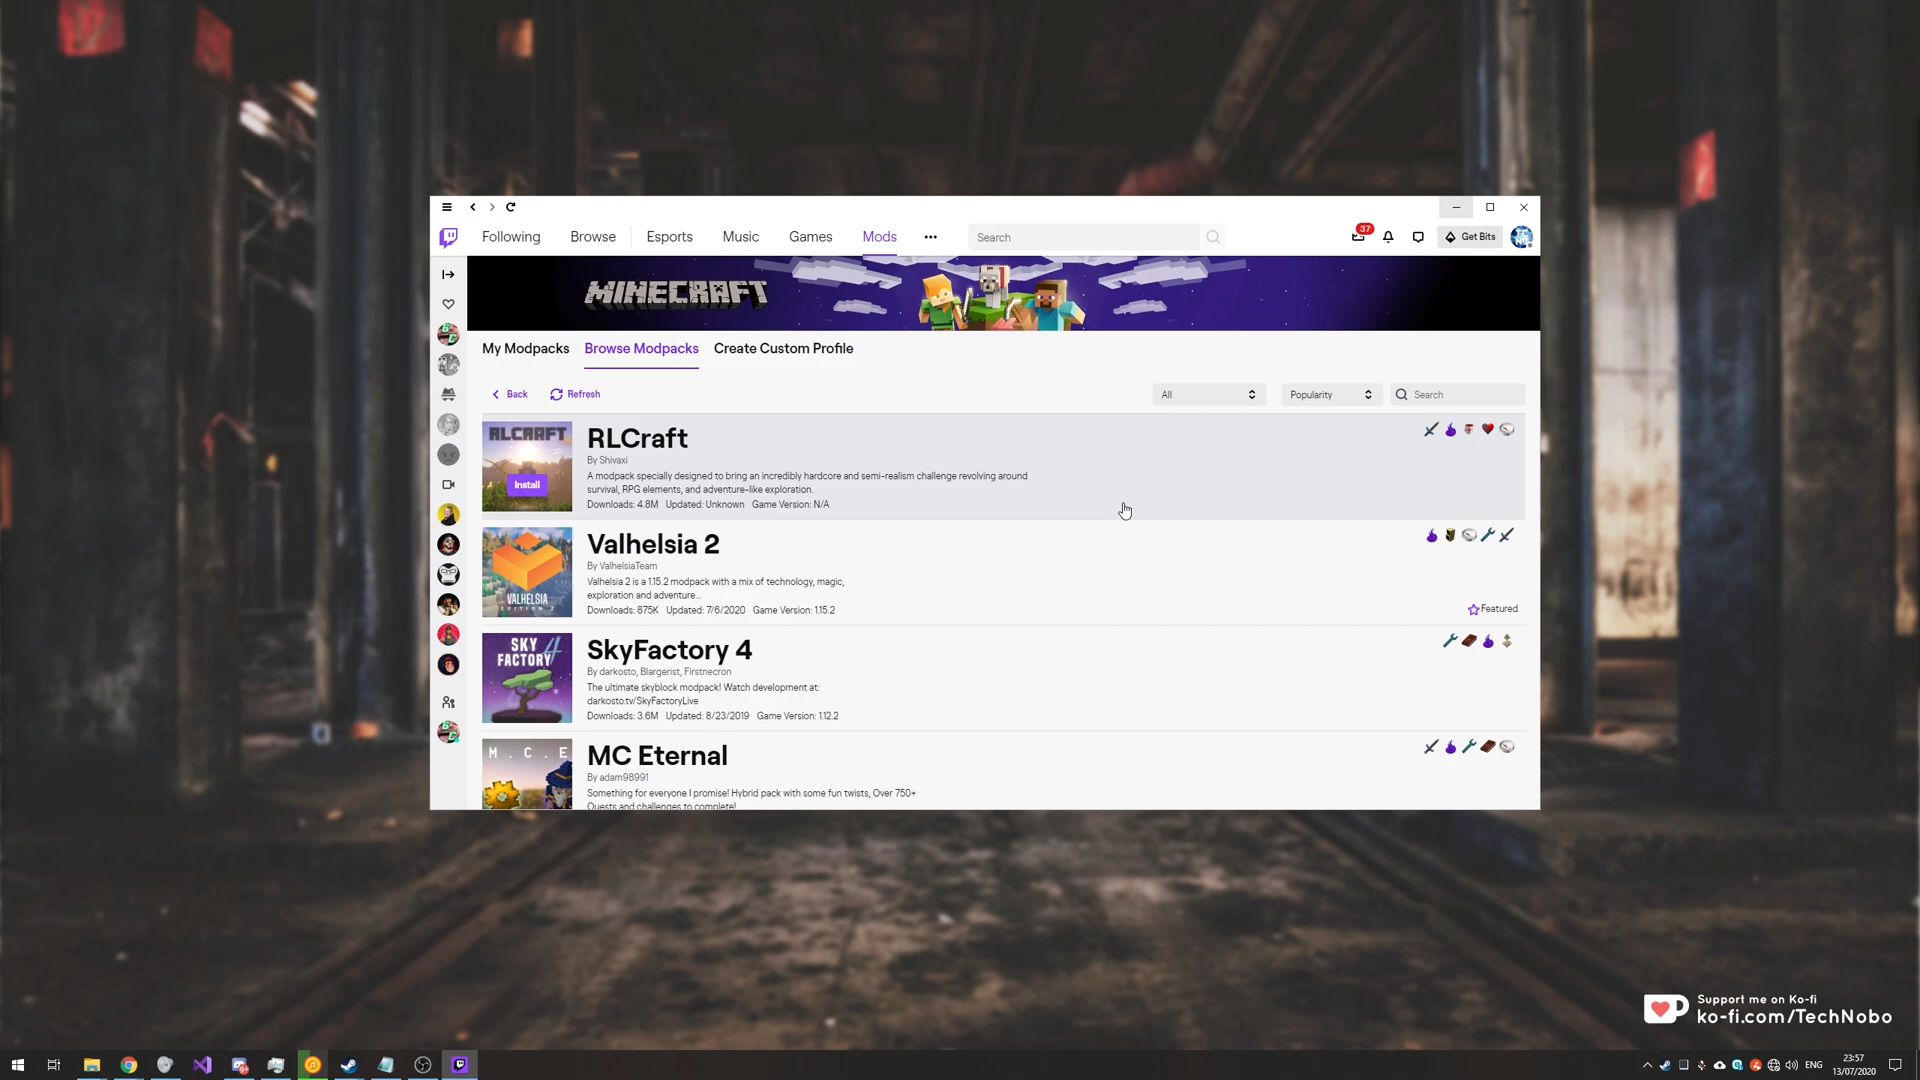 Following Browse Esports Music Games Mods ••• Search 37 Get Bits
MINECRAFT
My Modpacks Browse Modpacks Create Custom Profile
Back Refresh All Popularity Search
RLCRAFT
Install
RLCraft
By Shivaxi
A modpack specially designed to bring an incredibly hardcore and semi-realism challenge revolving around
survival, RPG elements, and adventure-like exploration.
Downloads: 4.8M Updated: Unknown Game Version: N/A
VALHELSIA
EDITION 2
Valhelsia 2
By ValhelsiaTeam
Valhelsia 2 is a 1.15.2 modpack with a mix of technology, magic,
exploration and adventure...
Downloads: 875K Updated: 7/6/2020 Game Version: 1.15.2
Featured
SKY
FACTORY 4
SkyFactory 4
By darkosto, Blargerist, Firstnecron
The ultimate skyblock modpack! Watch development at:
darkosto.tv/SkyFactoryLive
Downloads: 3.6M Updated: 8/23/2019 Game Version: 1.12.2
M.C.E
MC Eternal
By adam98991
Something for everyone I promise! Hybrid pack with some fun twists, Over 750+
Quests and challenges to complete!
Support me on Ko-fi
ko-fi.com/TechNobo
ENG
23:57
13/07/2020